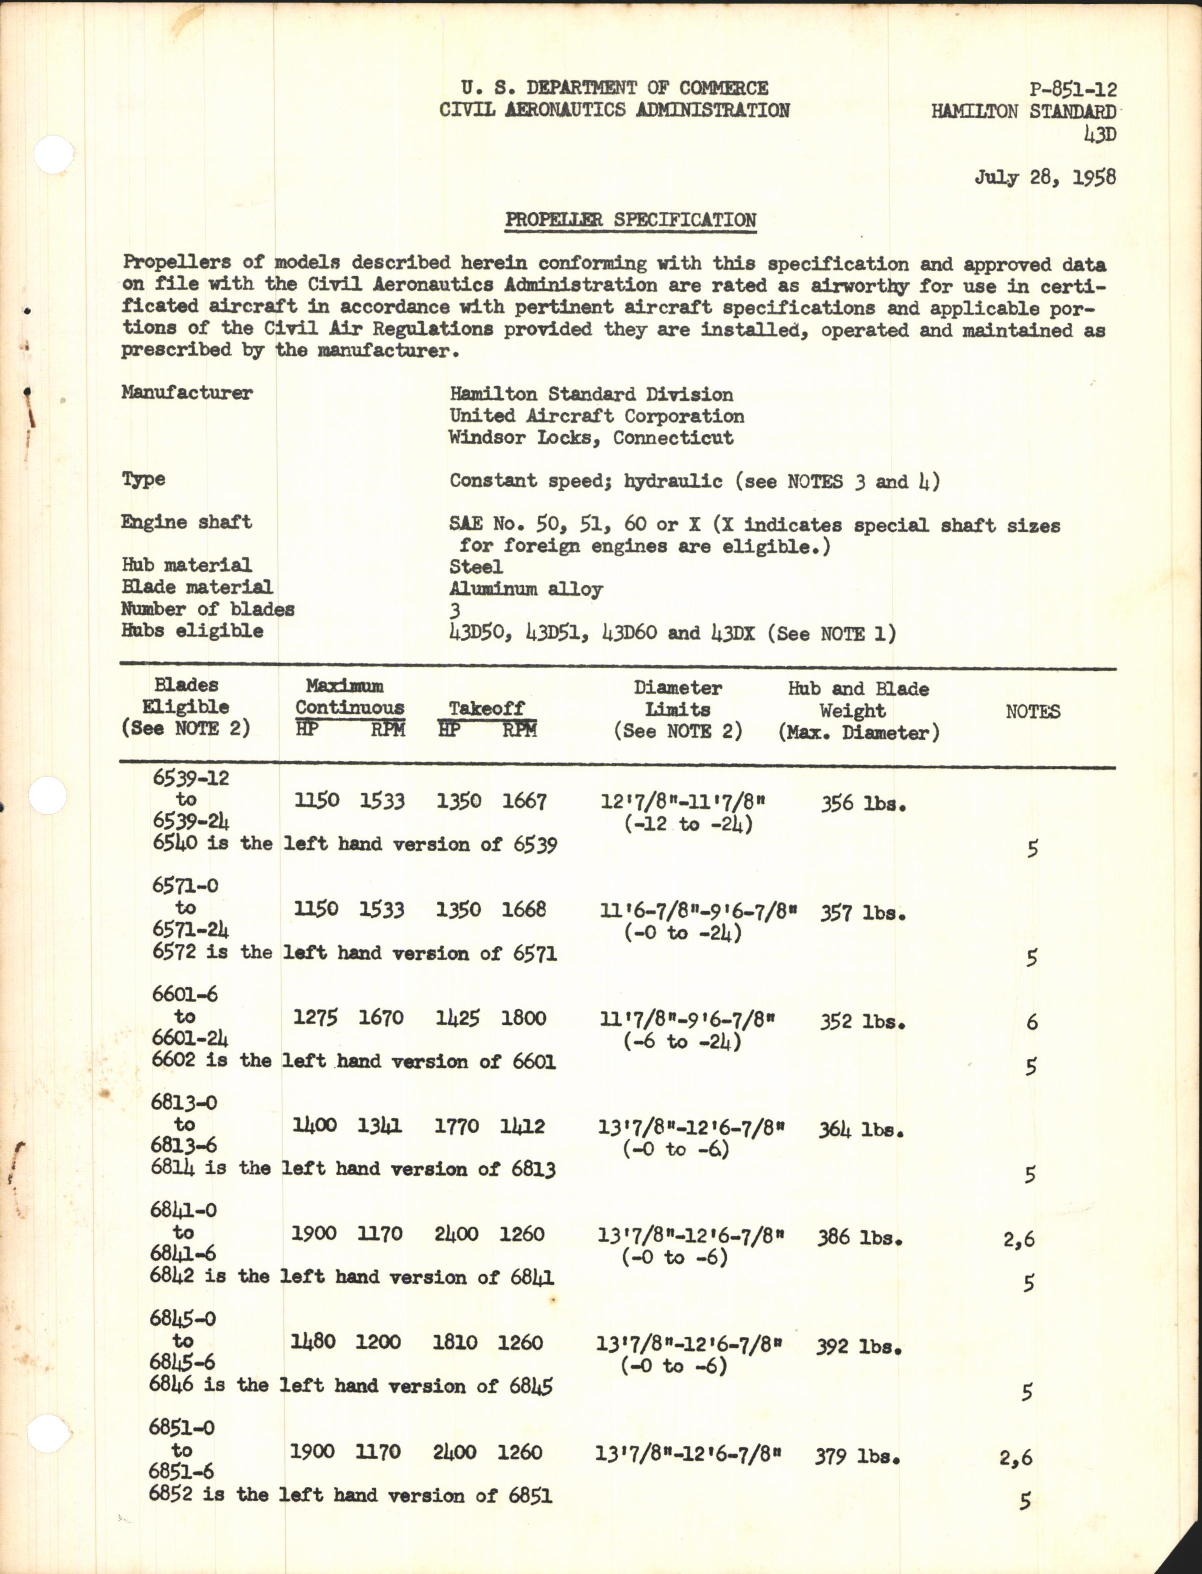 U. S. DEPARTMENT OF COMMERCE
CIVIL AERONAUTICS ADMINISTRATION
P-851-12
HAMILTON STANDARD
43D
July 28, 1958
PROPELLER SPECIFICATION
Propellers of models described herein conforming with this specification and approved data
on file with the Civil Aeronautics Administration are rated as airworthy for use in certi-
ficated aircraft in accordance with pertinent aircraft specifications and applicable por-
tions of the Civil Air Regulations provided they are installed, operated and maintained as
prescribed by the manufacturer.
Manufacturer Hamilton Standard Division
United Aircraft Corporation
Windsor Locks, Connecticut
Type Constant speed; hydraulic (see NOTES 3 and 4)
Engine shaft SAE No. 50, 51, 60 or X (X indicates special shaft sizes
for foreign engines are eligible.)
Hub material Steel
Blade material Aluminum alloy
Number of blades 3
Hubs eligible 43D50, 43D51, 43D60 and 43DX (See NOTE 1)
Blades Maximum Diameter Hub and Blade
Eligible Continuous Takeoff Limits Weight NOTES
(See NOTE 2) HP RPM HP RPM (See NOTE 2) (Max. Diameter)
6539-12
to 1150 1533 1350 1667 12'7/8"-11'7/8" 356 lbs.
6539-24 (-12 to -24)
6540 is the left hand version of 6539 5
6571-0
to 1150 1533 1350 1668 11'6-7/8"-9'6-7/8" 357 lbs.
6571-24 (-0 to -24)
6572 is the left hand version of 6571 5
6601-6
to 1275 1670 1425 1800 11'7/8"-9'6-7/8" 352 lbs. 6
6601-24 (-6 to -24)
6602 is the left hand version of 6601 5
6813-0
to 1400 1341 1770 1412 13'7/8"-12'6-7/8" 364 lbs.
6813-6 (-0 to -6)
6814 is the left hand version of 6813 5
6841-0
to 1900 1170 2400 1260 13'7/8"-12'6-7/8" 386 lbs. 2,6
6841-6 (-0 to -6)
6842 is the left hand version of 6841 5
6845-0
to 1480 1200 1810 1260 13'7/8"-12'6-7/8" 392 lbs.
6845-6 (-0 to -6)
6846 is the left hand version of 6845 5
6851-0
to 1900 1170 2400 1260 13'7/8"-12'6-7/8" 379 lbs. 2,6
6851-6
6852 is the left hand version of 6851 5